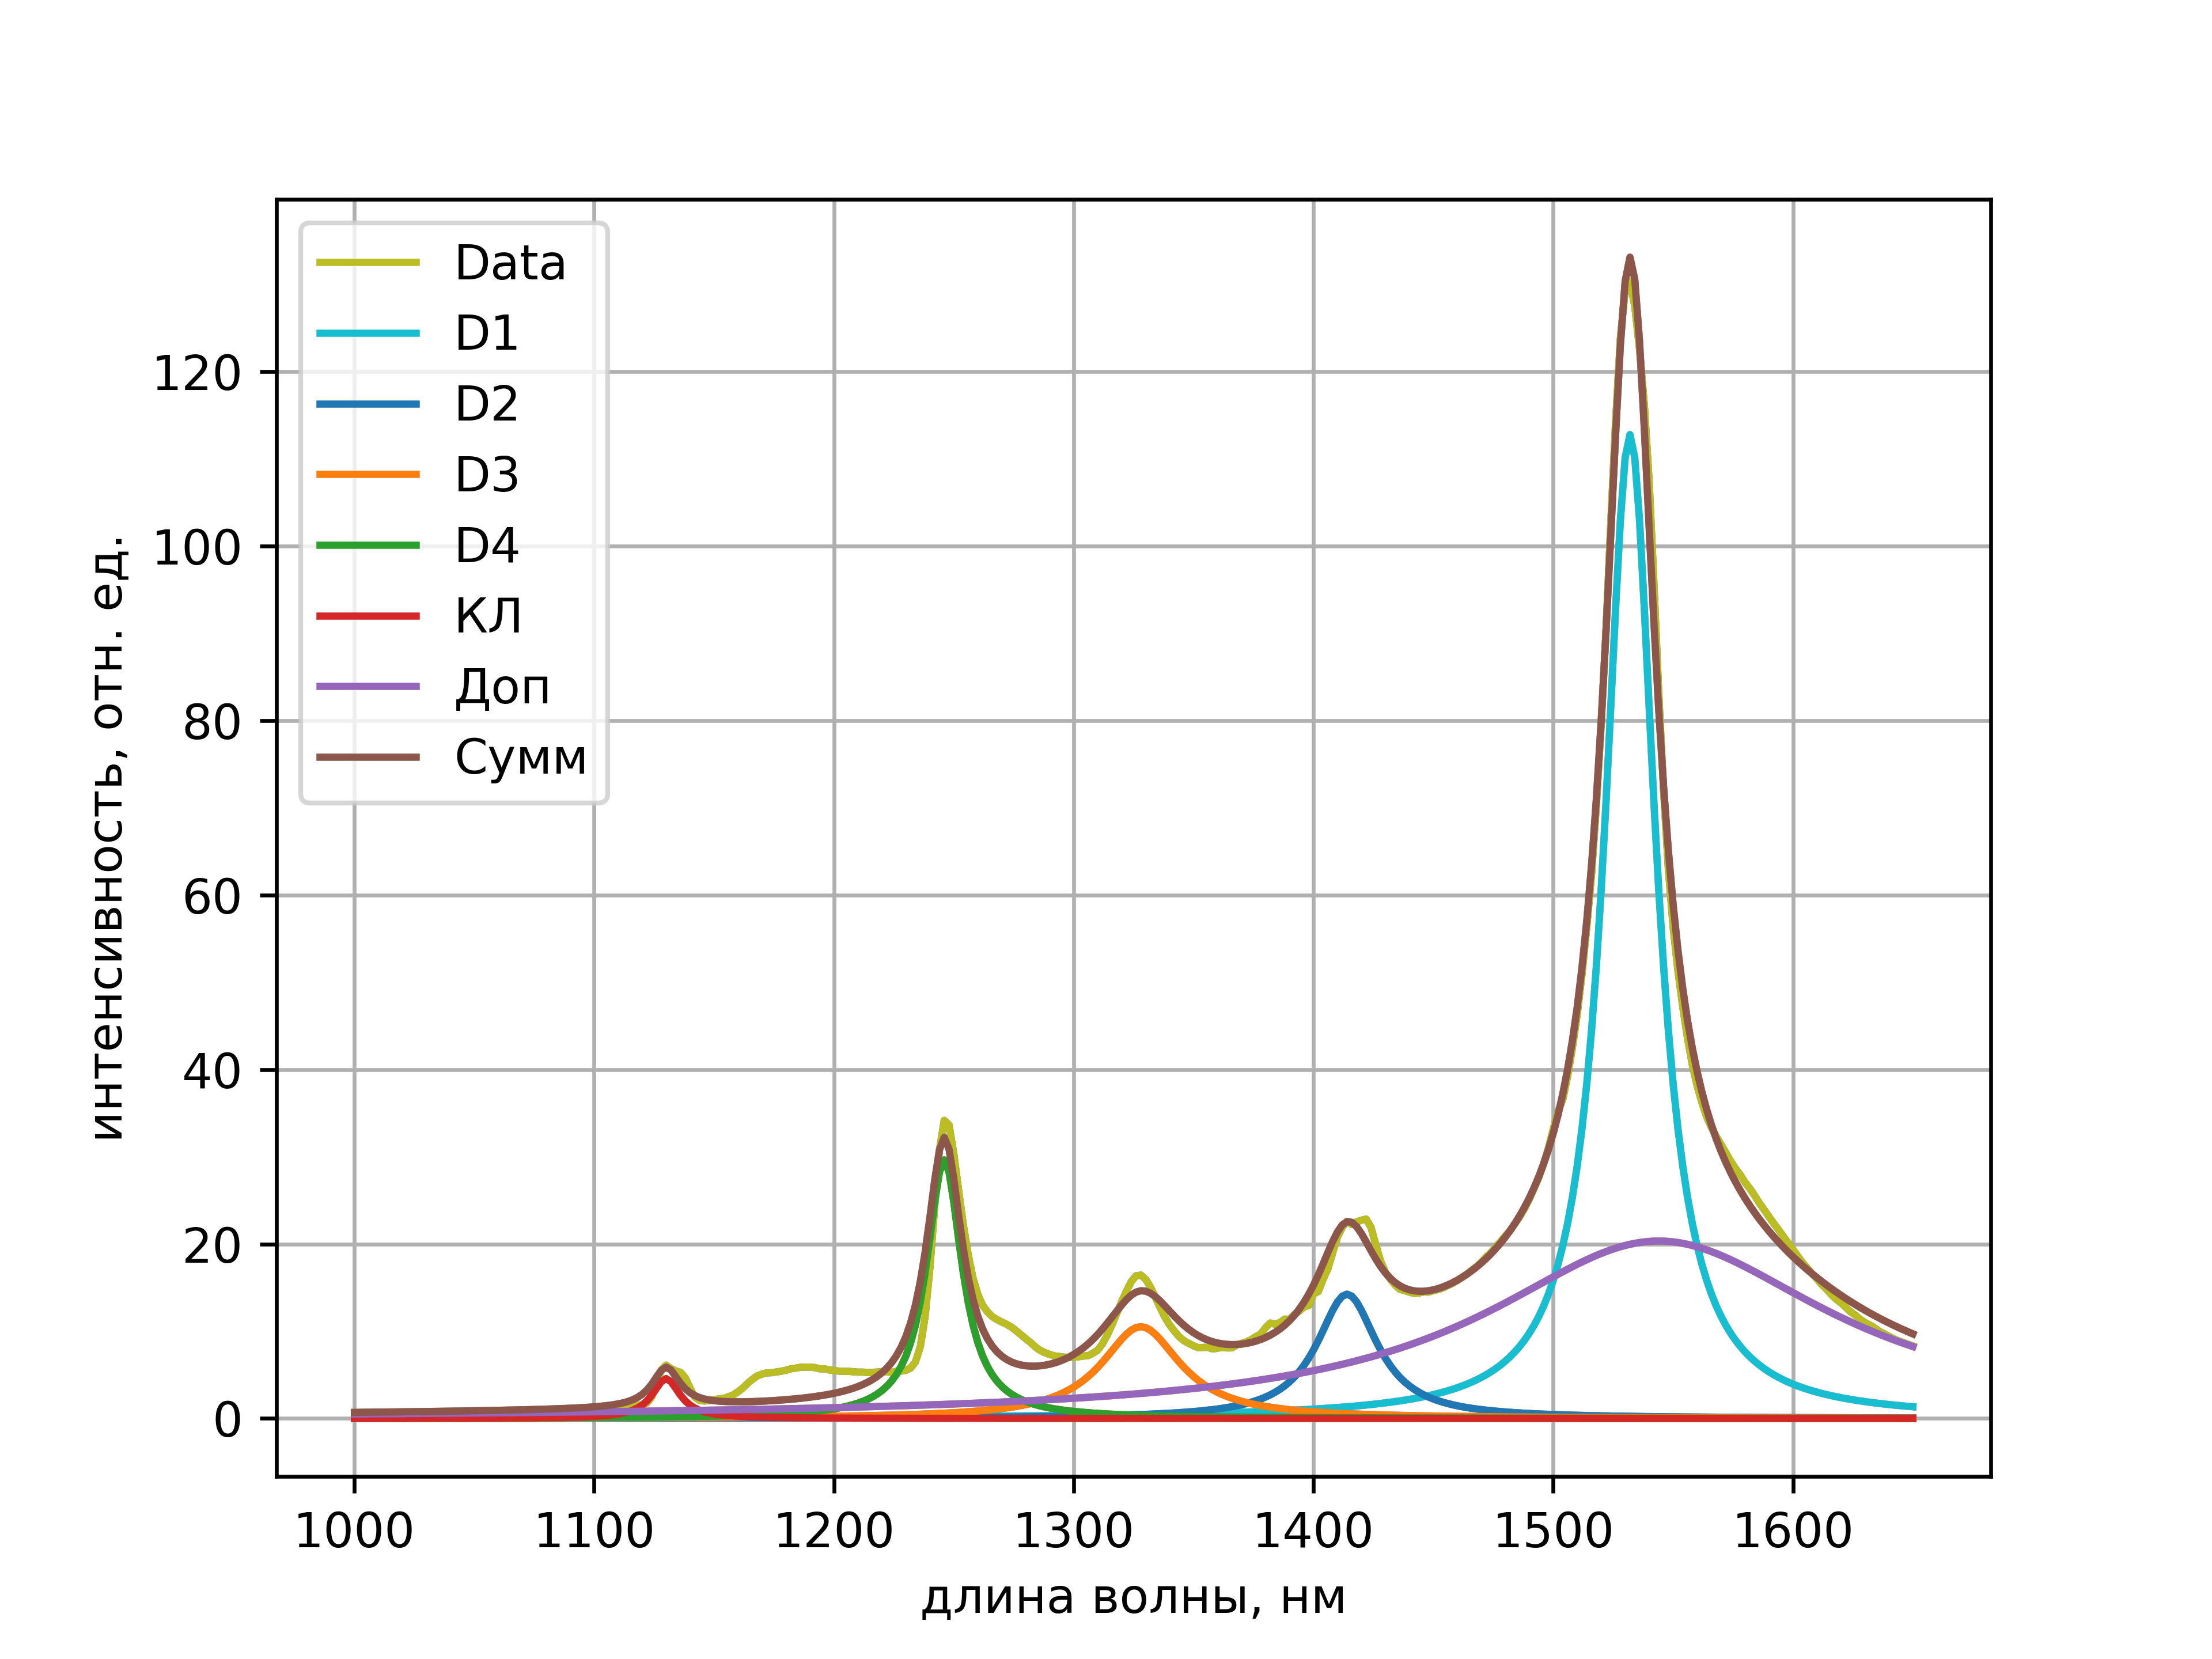 Data
D1
D2
D3
D4
КЛ
Доп
Сумм
интенсивность, отн. ед.
120
100
80
60
40
20
0
1000 1100 1200 1300 1400 1500 1600
длина волны, нм